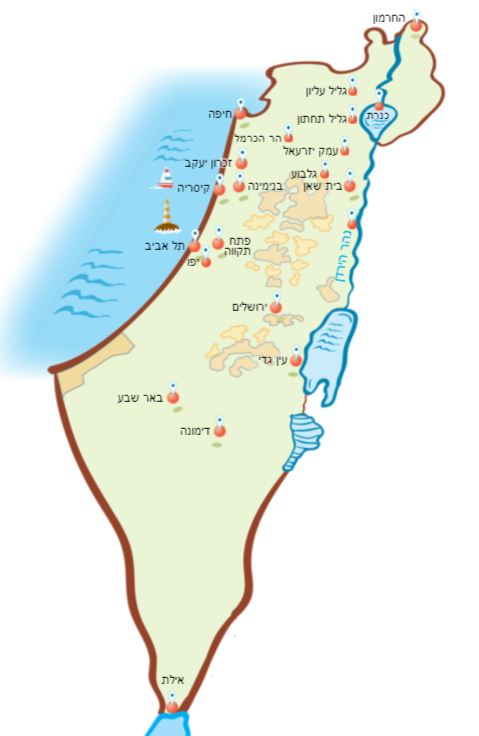 החרמון
גליל עליון
חיפה
גליל תחתון
כנרת
הר הכרמל
עמק יזרעאל
זכרון יעקב
גלבוע
קיסריה
בנימינה
בית שאן
נהר הירדן
תל אביב
פתח
תקווה
יפו
ירושלים
עין גדי
באר שבע
דימונה
אילת